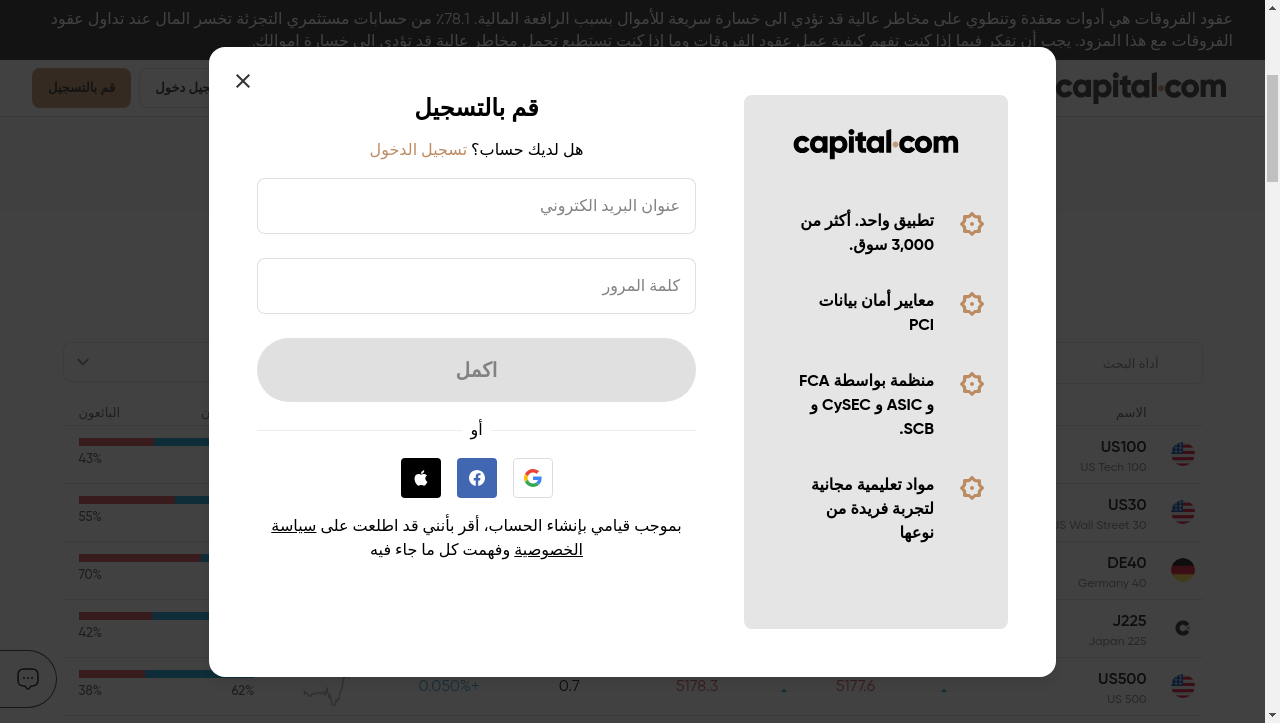 عقود الفروقات هي أدوات معقدة وتنطوي على مخاطر عالية قد تؤدي الى خسارة سريعة للأموال بسبب الرافعة المالية. 78.1٪ من حسابات مستثمري التجزئة تخسر المال عند تداول عقود
الفروقات مع هذا المزود. يجب أن تفكر فيما إذا كنت تفهم كيفية عمل عقود الفروقات وما إذا كنت تستطيع تحمل مخاطر عالية قد تؤدي الى خسارة اموالك.
capital.com
دخول
قم بالتسجيل
capital.com
تطبيق واحد. أكثر من
3,000 سوق.
معايير أمان بيانات
PCI
منظمة بواسطة FCA
و ASIC و CySEC و
SCB.
مواد تعليمية مجانية
لتجربة فريدة من
نوعها
قم بالتسجيل
هل لديك حساب؟ تسجيل الدخول
عنوان البريد الكتروني
كلمة المرور
اكمل
أو
بموجب قيامي بإنشاء الحساب، أقر بأنني قد اطلعت على سياسة
الخصوصية وفهمت كل ما جاء فيه
أداة البحث
الاسم
البائعون
US100
US Tech 100
43%
US30
US Wall Street 30
55%
DE40
Germany 40
70%
J225
Japan 225
42%
US500
US 500
5177.6
5178.3
0.7
0.050%+
62%
38%